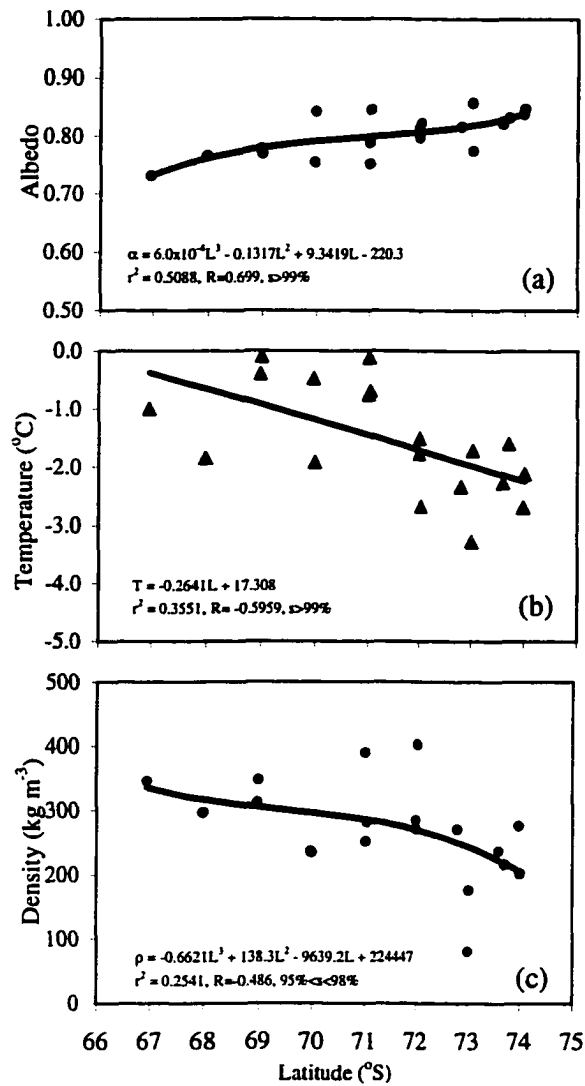 1.00
0.90
0.80
0.70
0.60
0.50
Albedo
α = 6.0x10⁻⁴L³ - 0.1317L² + 9.3419L - 220.3
r² = 0.5088, R=0.699, s>99%
(a)
0.0
-1.0
-2.0
-3.0
-4.0
-5.0
Temperature (°C)
T = -0.2641L + 17.308
r² = 0.3551, R= -0.5959, s>99%
(b)
500
400
300
200
100
0
Density (kg m⁻³)
ρ = -0.6621L³ + 138.3L² - 9639.2L + 224447
r² = 0.2541, R=-0.486, 95%<s<98%
(c)
66 67 68 69 70 71 72 73 74 75
Latitude (°S)